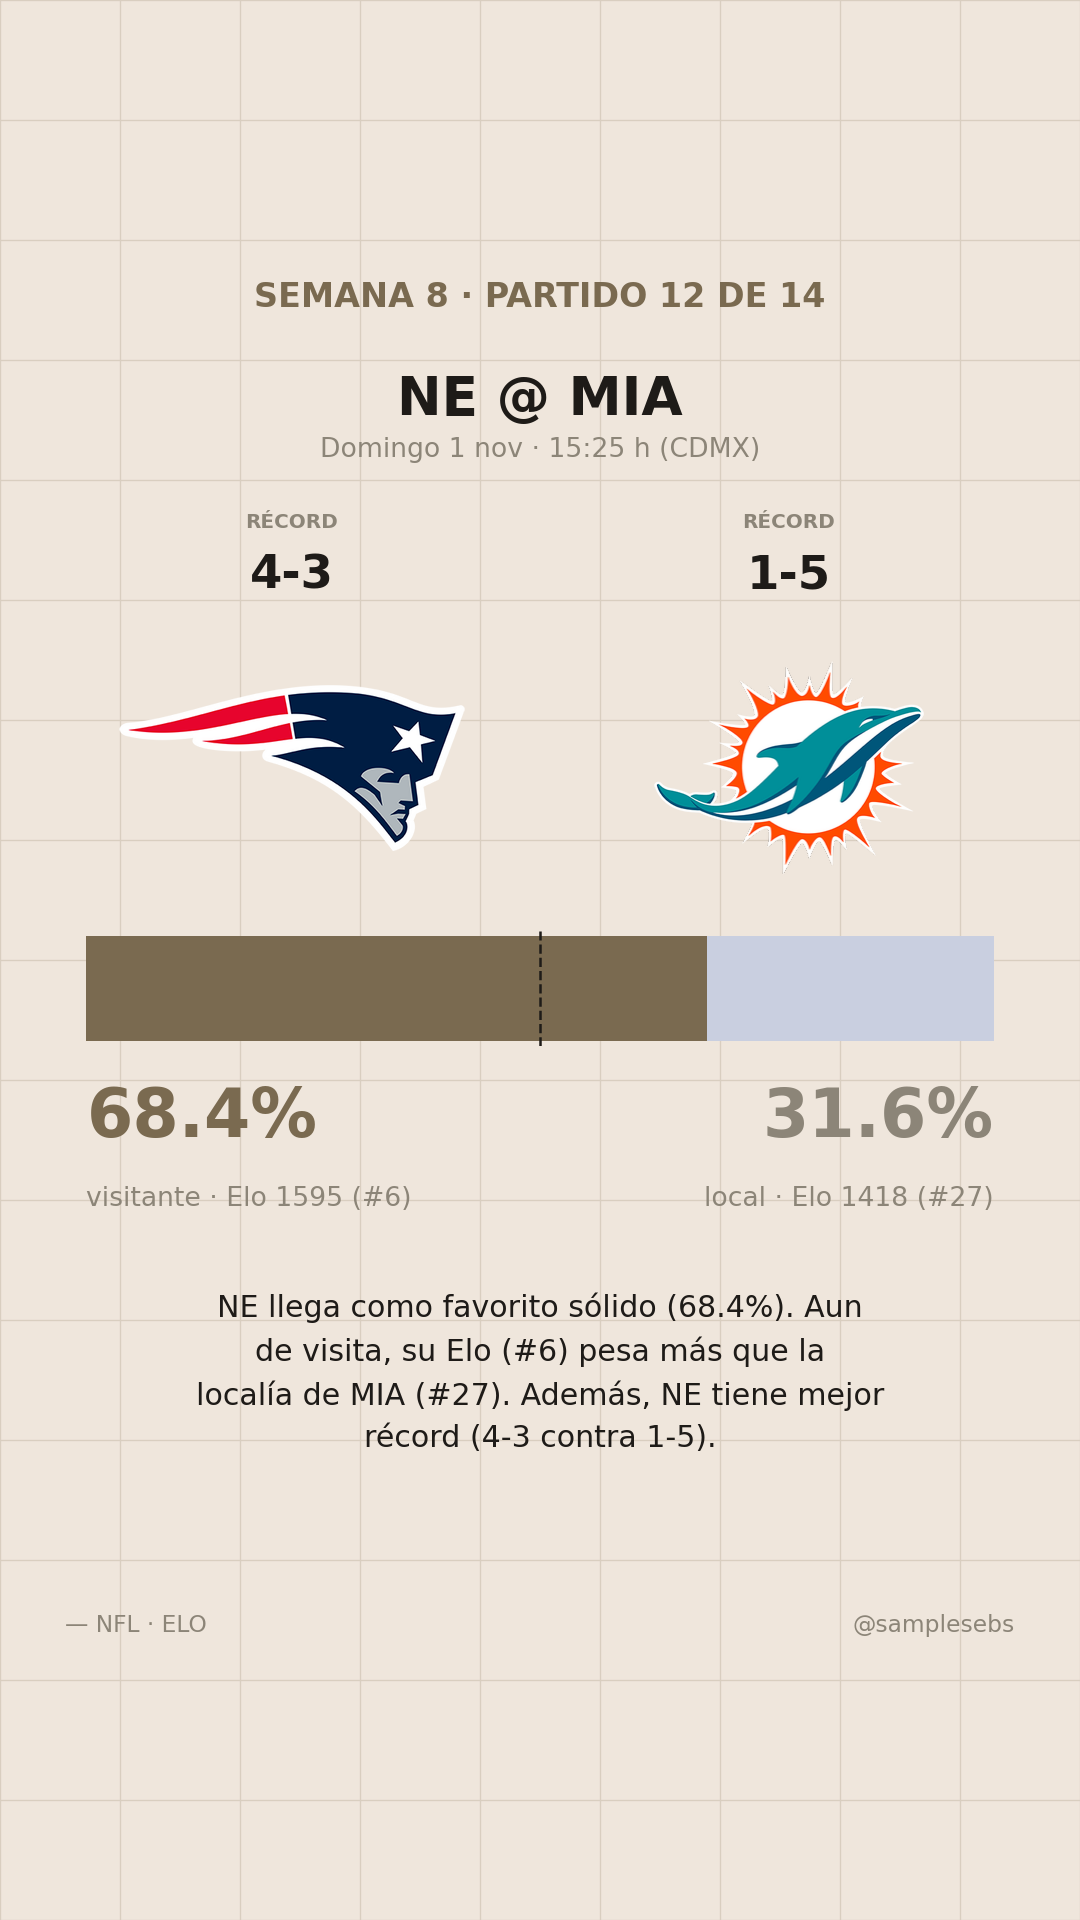 SEMANA 8 · PARTIDO 12 DE 14
NE @ MIA
Domingo 1 nov · 15:25 h (CDMX)
RÉCORD
4-3
RÉCORD
1-5
68.4%
31.6%
visitante · Elo 1595 (#6)
local · Elo 1418 (#27)
NE llega como favorito sólido (68.4%). Aun
de visita, su Elo (#6) pesa más que la
localía de MIA (#27). Además, NE tiene mejor
récord (4-3 contra 1-5).
— NFL · ELO
@samplesebs